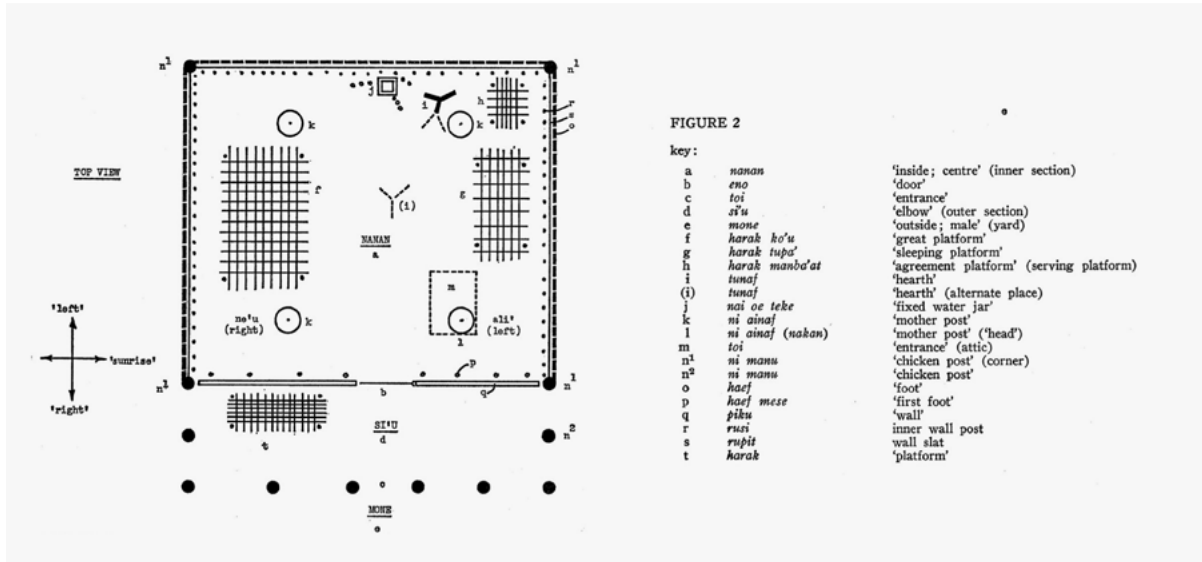 n¹
n¹
j
i
h
r
s
o
k
k
TOP VIEW
f
g
(i)
NANAN
a
m
'left'
ne'u
(right)
k
ali'
(left)
l
'sunrise'
p
n¹
b
q
n¹
'right'
SI'U
d
n²
t
c
MONE
e
FIGURE 2
key:
a nanan 'inside; centre' (inner section)
b eno 'door'
c toi 'entrance'
d si'u 'elbow' (outer section)
e mone 'outside; male' (yard)
f harak ko'u 'great platform'
g harak tupa' 'sleeping platform'
h harak manba'at 'agreement platform' (serving platform)
i tunaf 'hearth'
(i) tunaf 'hearth' (alternate place)
j nai oe teke 'fixed water jar'
k ni ainaf 'mother post'
l ni ainaf (nakan) 'mother post' ('head')
m toi 'entrance' (attic)
n¹ ni manu 'chicken post' (corner)
n² ni manu 'chicken post'
o haef 'foot'
p haef mese 'first foot'
q piku 'wall'
r rusi inner wall post
s rupit wall slat
t harak 'platform'